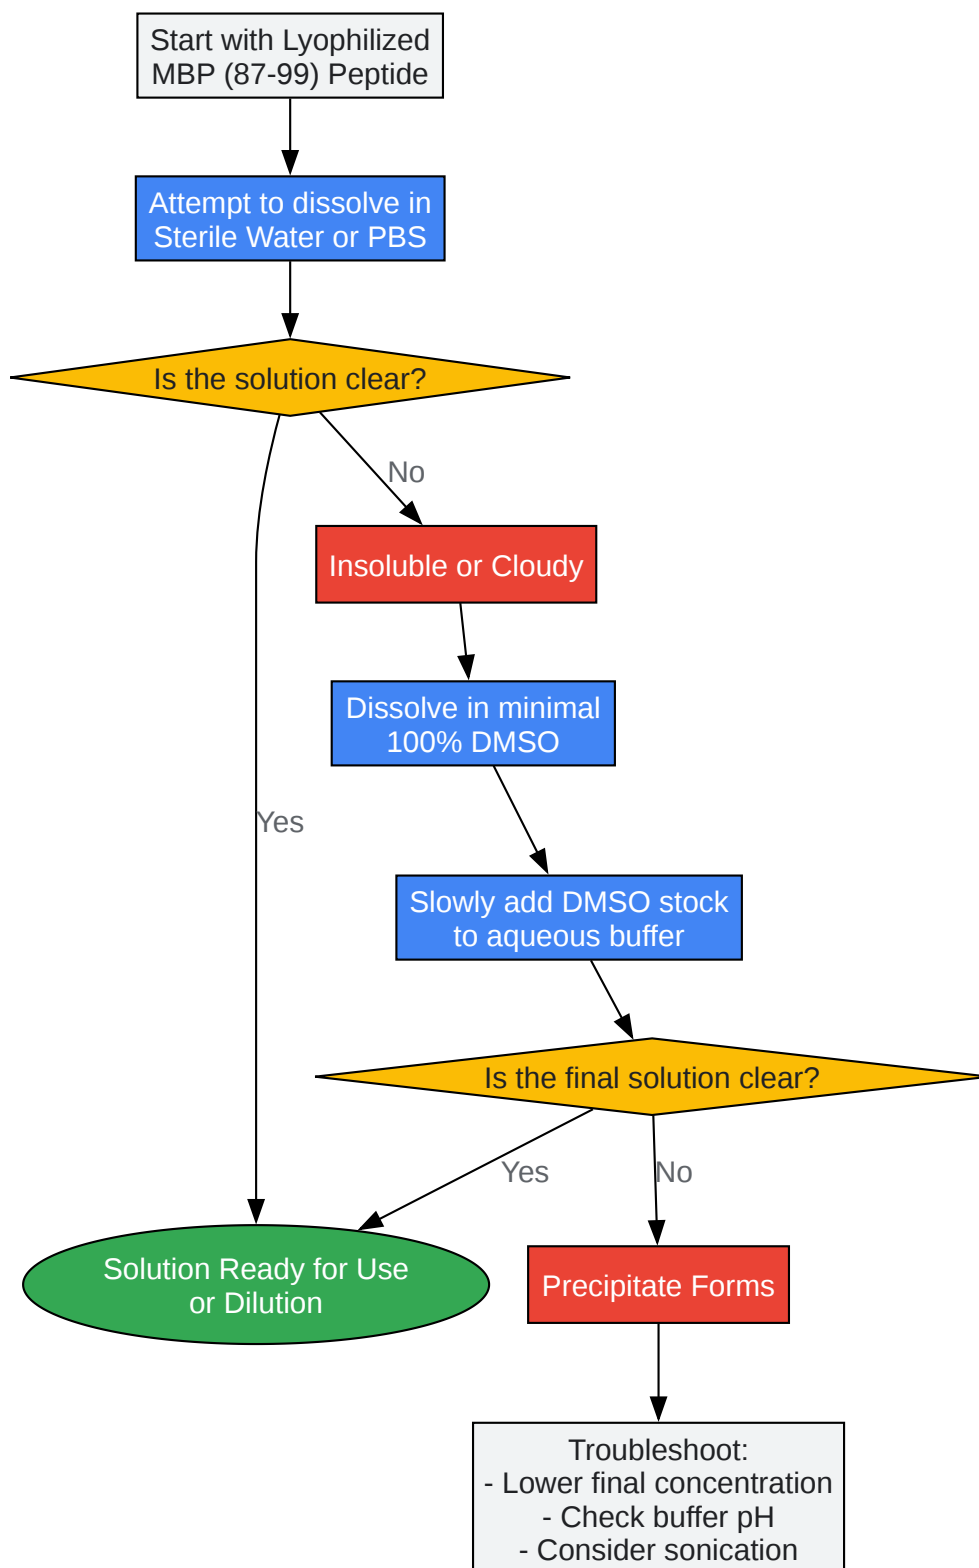 Start with Lyophilized
MBP (87-99) Peptide
Attempt to dissolve in
Sterile Water or PBS
Is the solution clear?
No
Insoluble or Cloudy
Dissolve in minimal
100% DMSO
Yes
Slowly add DMSO stock
to aqueous buffer
Is the final solution clear?
Yes
No
Solution Ready for Use
or Dilution
Precipitate Forms
Troubleshoot:
- Lower final concentration
- Check buffer pH
- Consider sonication